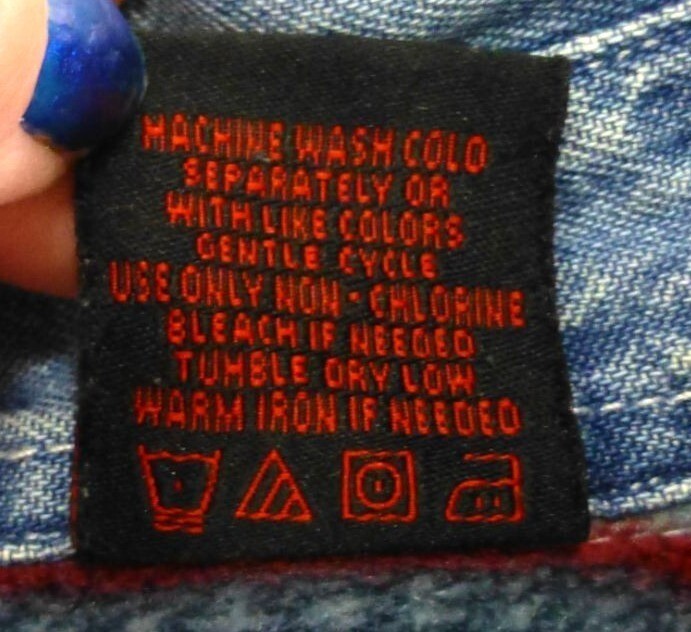 MACHINE WASH COLD
SEPARATELY OR
WITH LIKE COLORS
GENTLE CYCLE
USE ONLY NON-CHLORINE
BLEACH IF NEEDED
TUMBLE DRY LOW
WARM IRON IF NEEDED